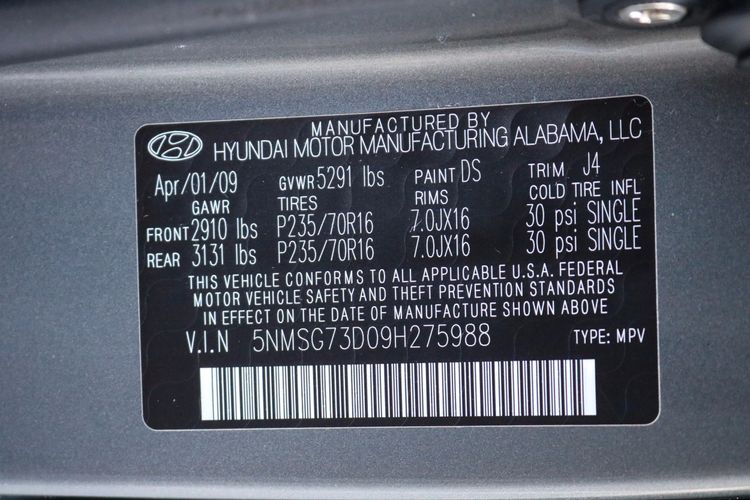 MANUFACTURED BY
HYUNDAI MOTOR MANUFACTURING ALABAMA, LLC
Apr/01/09 GVWR 5291 lbs PAINT DS TRIM J4
GAWR TIRES RIMS COLD TIRE INFL
FRONT 2910 lbs P235/70R16 7.0JX16 30 psi SINGLE
REAR 3131 lbs P235/70R16 7.0JX16 30 psi SINGLE
THIS VEHICLE CONFORMS TO ALL APPLICABLE U.S.A. FEDERAL
MOTOR VEHICLE SAFETY AND THEFT PREVENTION STANDARDS
IN EFFECT ON THE DATE OF MANUFACTURE SHOWN ABOVE
V.I.N 5NMSG73D09H275988 TYPE: MPV